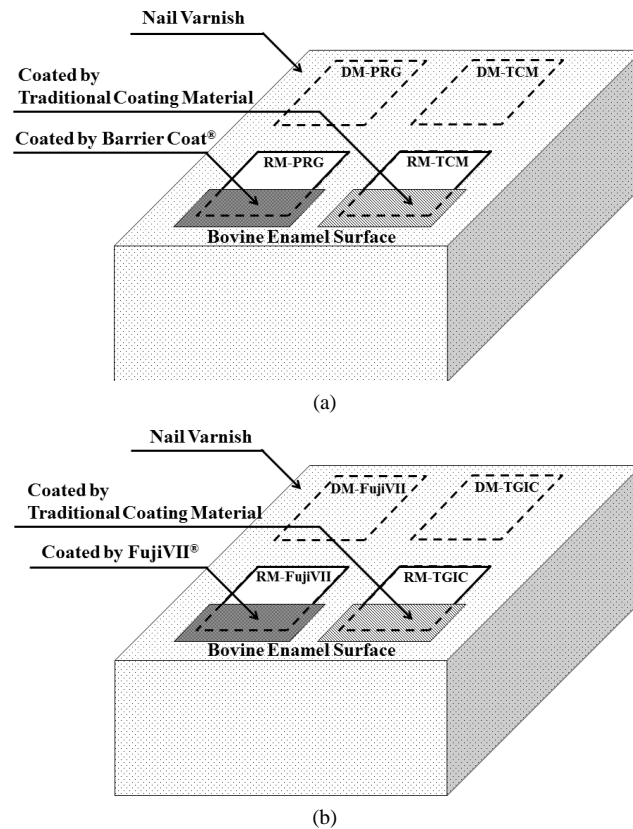 Nail Varnish
DM-PRG
DM-TCM
Coated by
Traditional Coating Material
Coated by Barrier Coat®
RM-PRG
RM-TCM
Bovine Enamel Surface
(a)
Nail Varnish
DM-FujiVII
DM-TGIC
Coated by
Traditional Coating Material
Coated by FujiVII®
RM-FujiVII
RM-TGIC
Bovine Enamel Surface
(b)